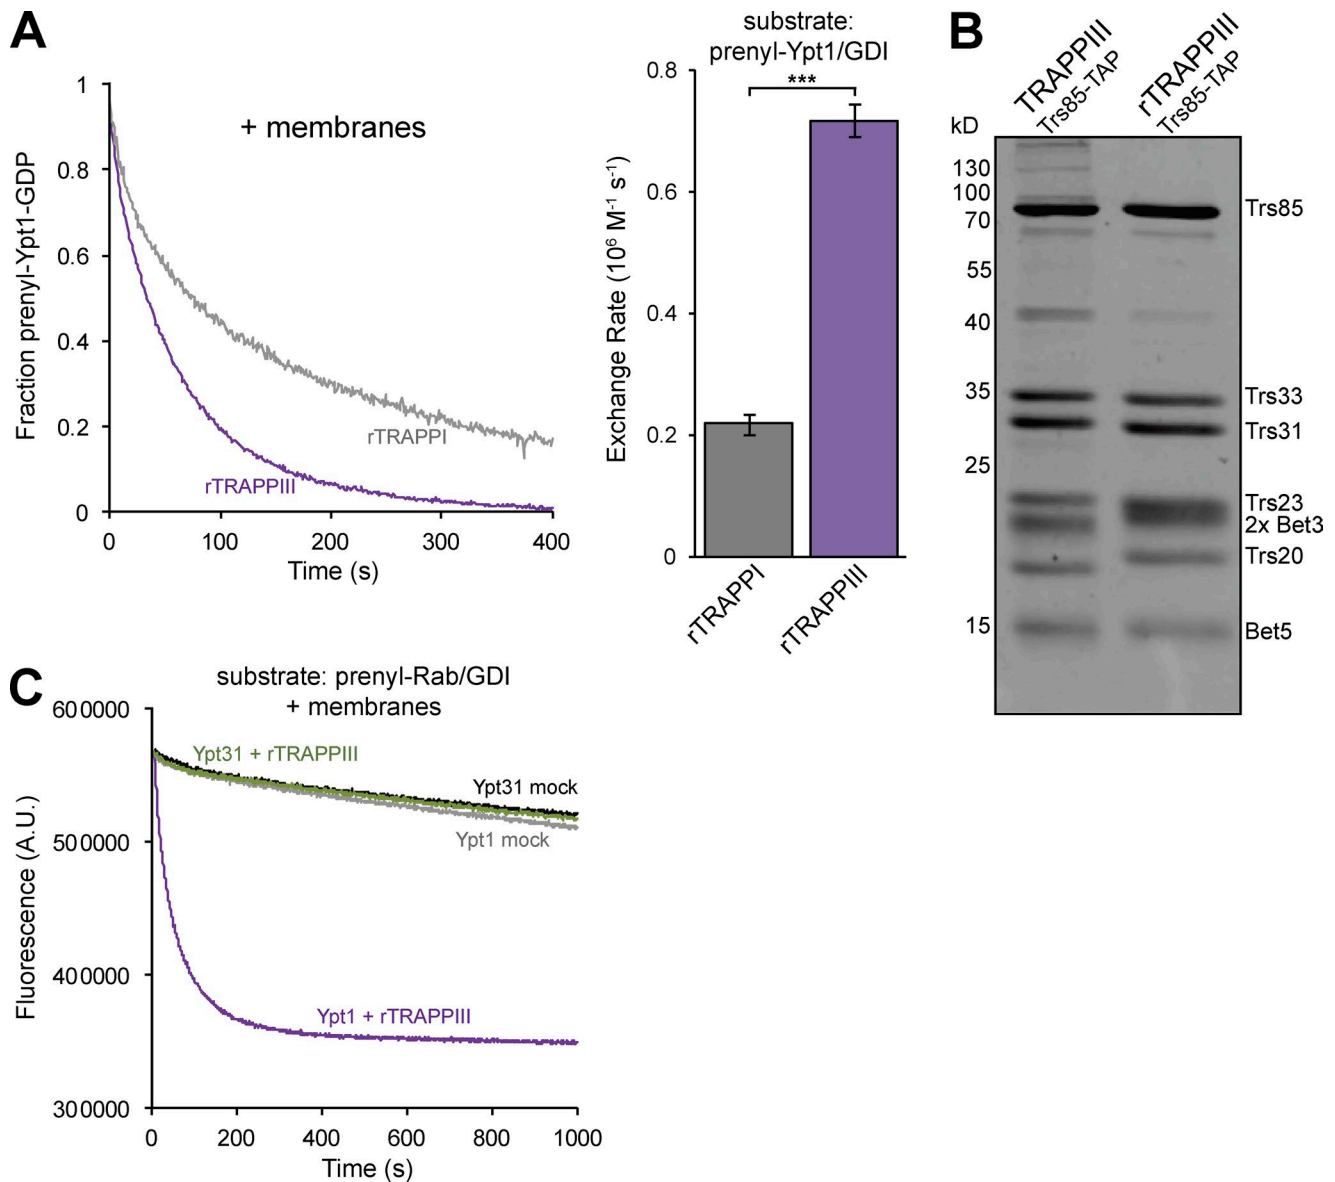 A
1
0.8
0.6
0.4
0.2
0
Fraction prenyl-Ypt1-GDP
+ membranes
rTRAPPI
rTRAPPIII
0 100 200 300 400
Time (s)
substrate:
prenyl-Ypt1/GDI
***
0.8
0.6
0.4
0.2
0
Exchange Rate (10⁶ M⁻¹ s⁻¹)
rTRAPPI
rTRAPPIII
B
TRAPPIII
Trs85-TAP
rTRAPPIII
Trs85-TAP
kD
130
100
70
55
40
35
25
15
Trs85
Trs33
Trs31
Trs23
2x Bet3
Trs20
Bet5
C
substrate: prenyl-Rab/GDI
+ membranes
600000
500000
400000
300000
Fluorescence (A.U.)
Ypt31 + rTRAPPIII
Ypt31 mock
Ypt1 mock
Ypt1 + rTRAPPIII
0 200 400 600 800 1000
Time (s)